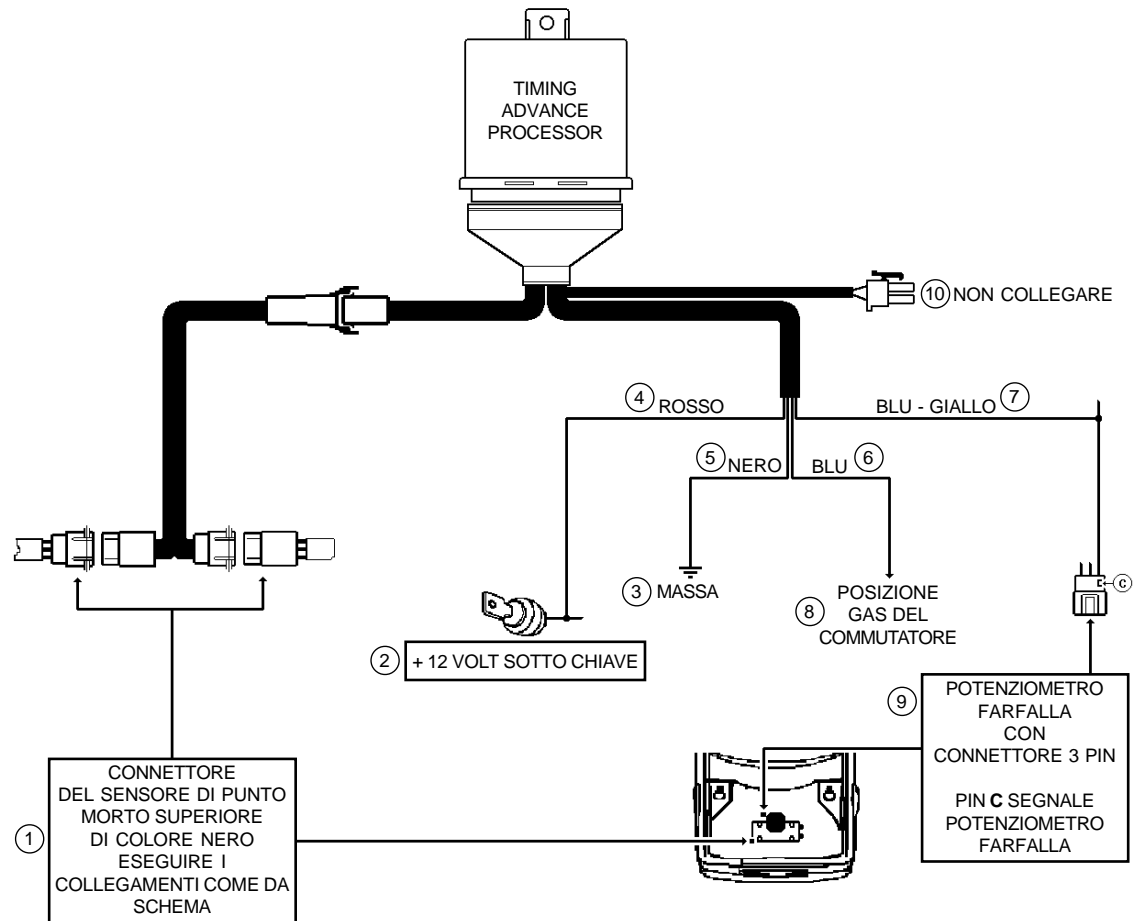 TIMING
ADVANCE
PROCESSOR
10 NON COLLEGARE
4 ROSSO
BLU - GIALLO 7
5 NERO
BLU 6
3 MASSA
8
POSIZIONE
GAS DEL
COMMUTATORE
C
2 + 12 VOLT SOTTO CHIAVE
9
POTENZIOMETRO
FARFALLA
CON
CONNETTORE 3 PIN
PIN C SEGNALE
POTENZIOMETRO
FARFALLA
1
CONNETTORE
DEL SENSORE DI PUNTO
MORTO SUPERIORE
DI COLORE NERO
ESEGUIRE I
COLLEGAMENTI COME DA
SCHEMA